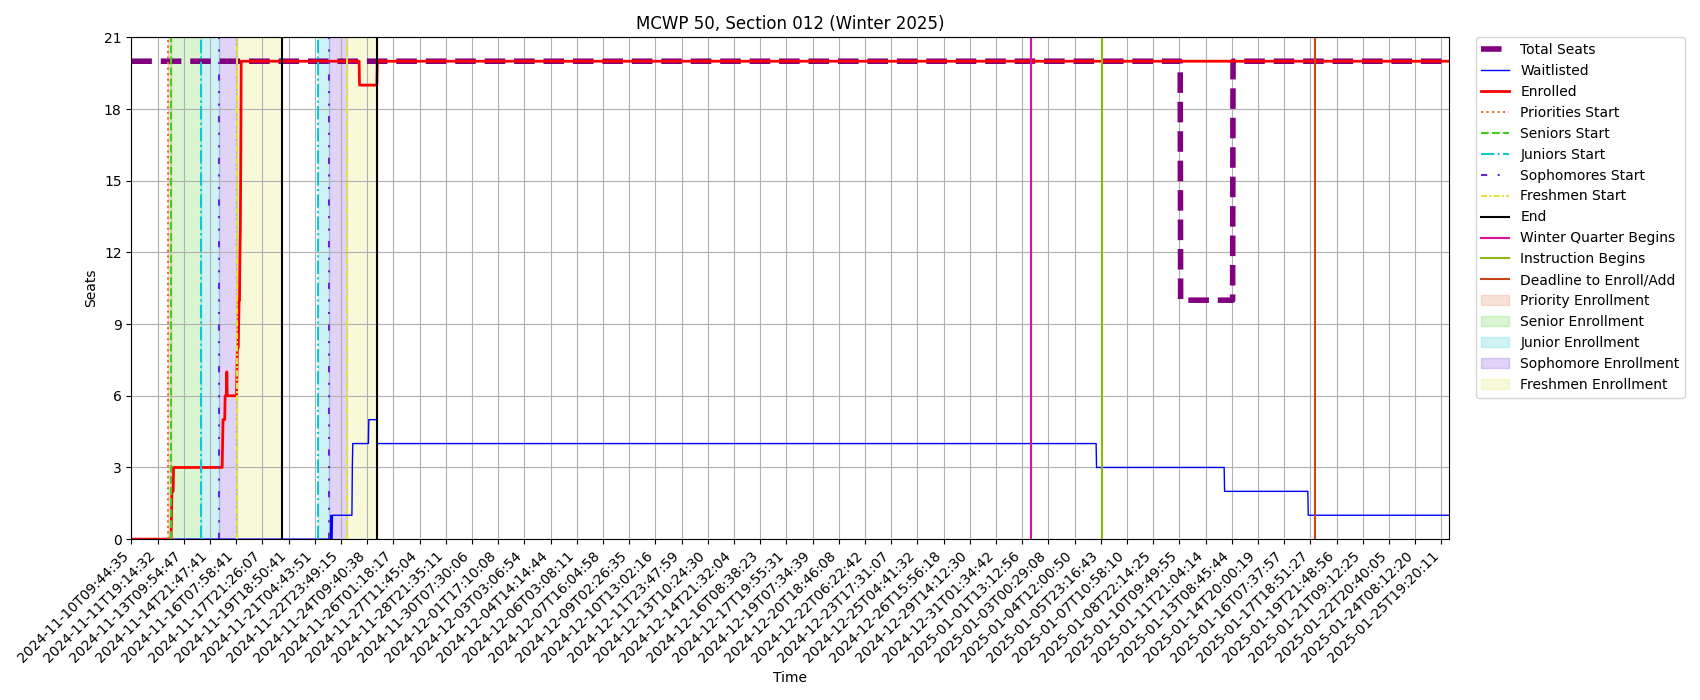 MCWP 50, Section 012 (Winter 2025)
21
18
15
12
9
6
3
0
Seats
2024-11-10T09:44:35
2024-11-11T19:14:32
2024-11-13T09:54:47
2024-11-14T21:47:41
2024-11-16T07:58:41
2024-11-17T21:26:07
2024-11-19T18:50:41
2024-11-21T04:43:51
2024-11-22T23:49:15
2024-11-24T09:40:38
2024-11-26T01:18:17
2024-11-27T11:45:04
2024-11-28T21:35:11
2024-11-30T07:30:06
2024-12-01T17:10:08
2024-12-03T03:06:54
2024-12-04T14:14:44
2024-12-06T03:08:11
2024-12-07T16:04:58
2024-12-09T02:26:35
2024-12-10T13:02:16
2024-12-11T23:47:59
2024-12-13T10:24:30
2024-12-14T21:32:04
2024-12-16T08:38:23
2024-12-17T19:55:31
2024-12-19T07:34:39
2024-12-20T18:46:08
2024-12-22T06:22:42
2024-12-23T17:31:07
2024-12-25T04:41:32
2024-12-26T15:56:18
2024-12-29T14:12:30
2024-12-31T01:34:42
2025-01-01T13:12:56
2025-01-03T00:29:08
2025-01-04T12:00:50
2025-01-05T23:16:43
2025-01-07T10:58:10
2025-01-08T22:14:25
2025-01-10T09:49:55
2025-01-11T21:04:14
2025-01-13T08:45:44
2025-01-14T20:00:19
2025-01-16T07:37:57
2025-01-17T18:51:27
2025-01-19T21:48:56
2025-01-21T09:12:25
2025-01-22T20:40:05
2025-01-24T08:12:20
2025-01-25T19:20:11
Time
Total Seats
Waitlisted
Enrolled
Priorities Start
Seniors Start
Juniors Start
Sophomores Start
Freshmen Start
End
Winter Quarter Begins
Instruction Begins
Deadline to Enroll/Add
Priority Enrollment
Senior Enrollment
Junior Enrollment
Sophomore Enrollment
Freshmen Enrollment